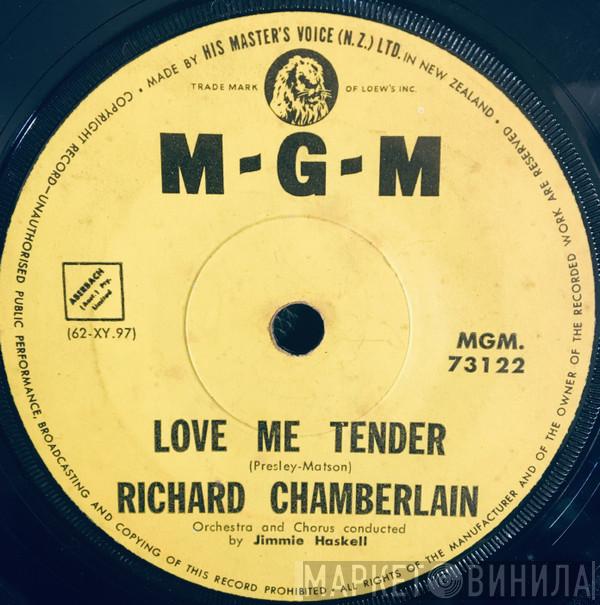 COPYRIGHT RECORD—UNAUTHORISED PUBLIC PERFORMANCE, BROADCASTING AND COPYING OF THIS RECORD PROHIBITED • ALL RIGHTS OF THE MANUFACTURER AND OF THE OWNER OF THE RECORDED WORK ARE RESERVED •
• MADE BY HIS MASTER'S VOICE (N.Z.) LTD. IN NEW ZEALAND •
TRADE MARK OF LOEW'S INC.
M-G-M
ABERBACH
(Aust.) Pty.
Limited
(62-XY.97)
MGM.
73122
LOVE ME TENDER
(Presley-Matson)
RICHARD CHAMBERLAIN
Orchestra and Chorus conducted
by Jimmie Haskell
МАРКЕТ ВИНИЛА